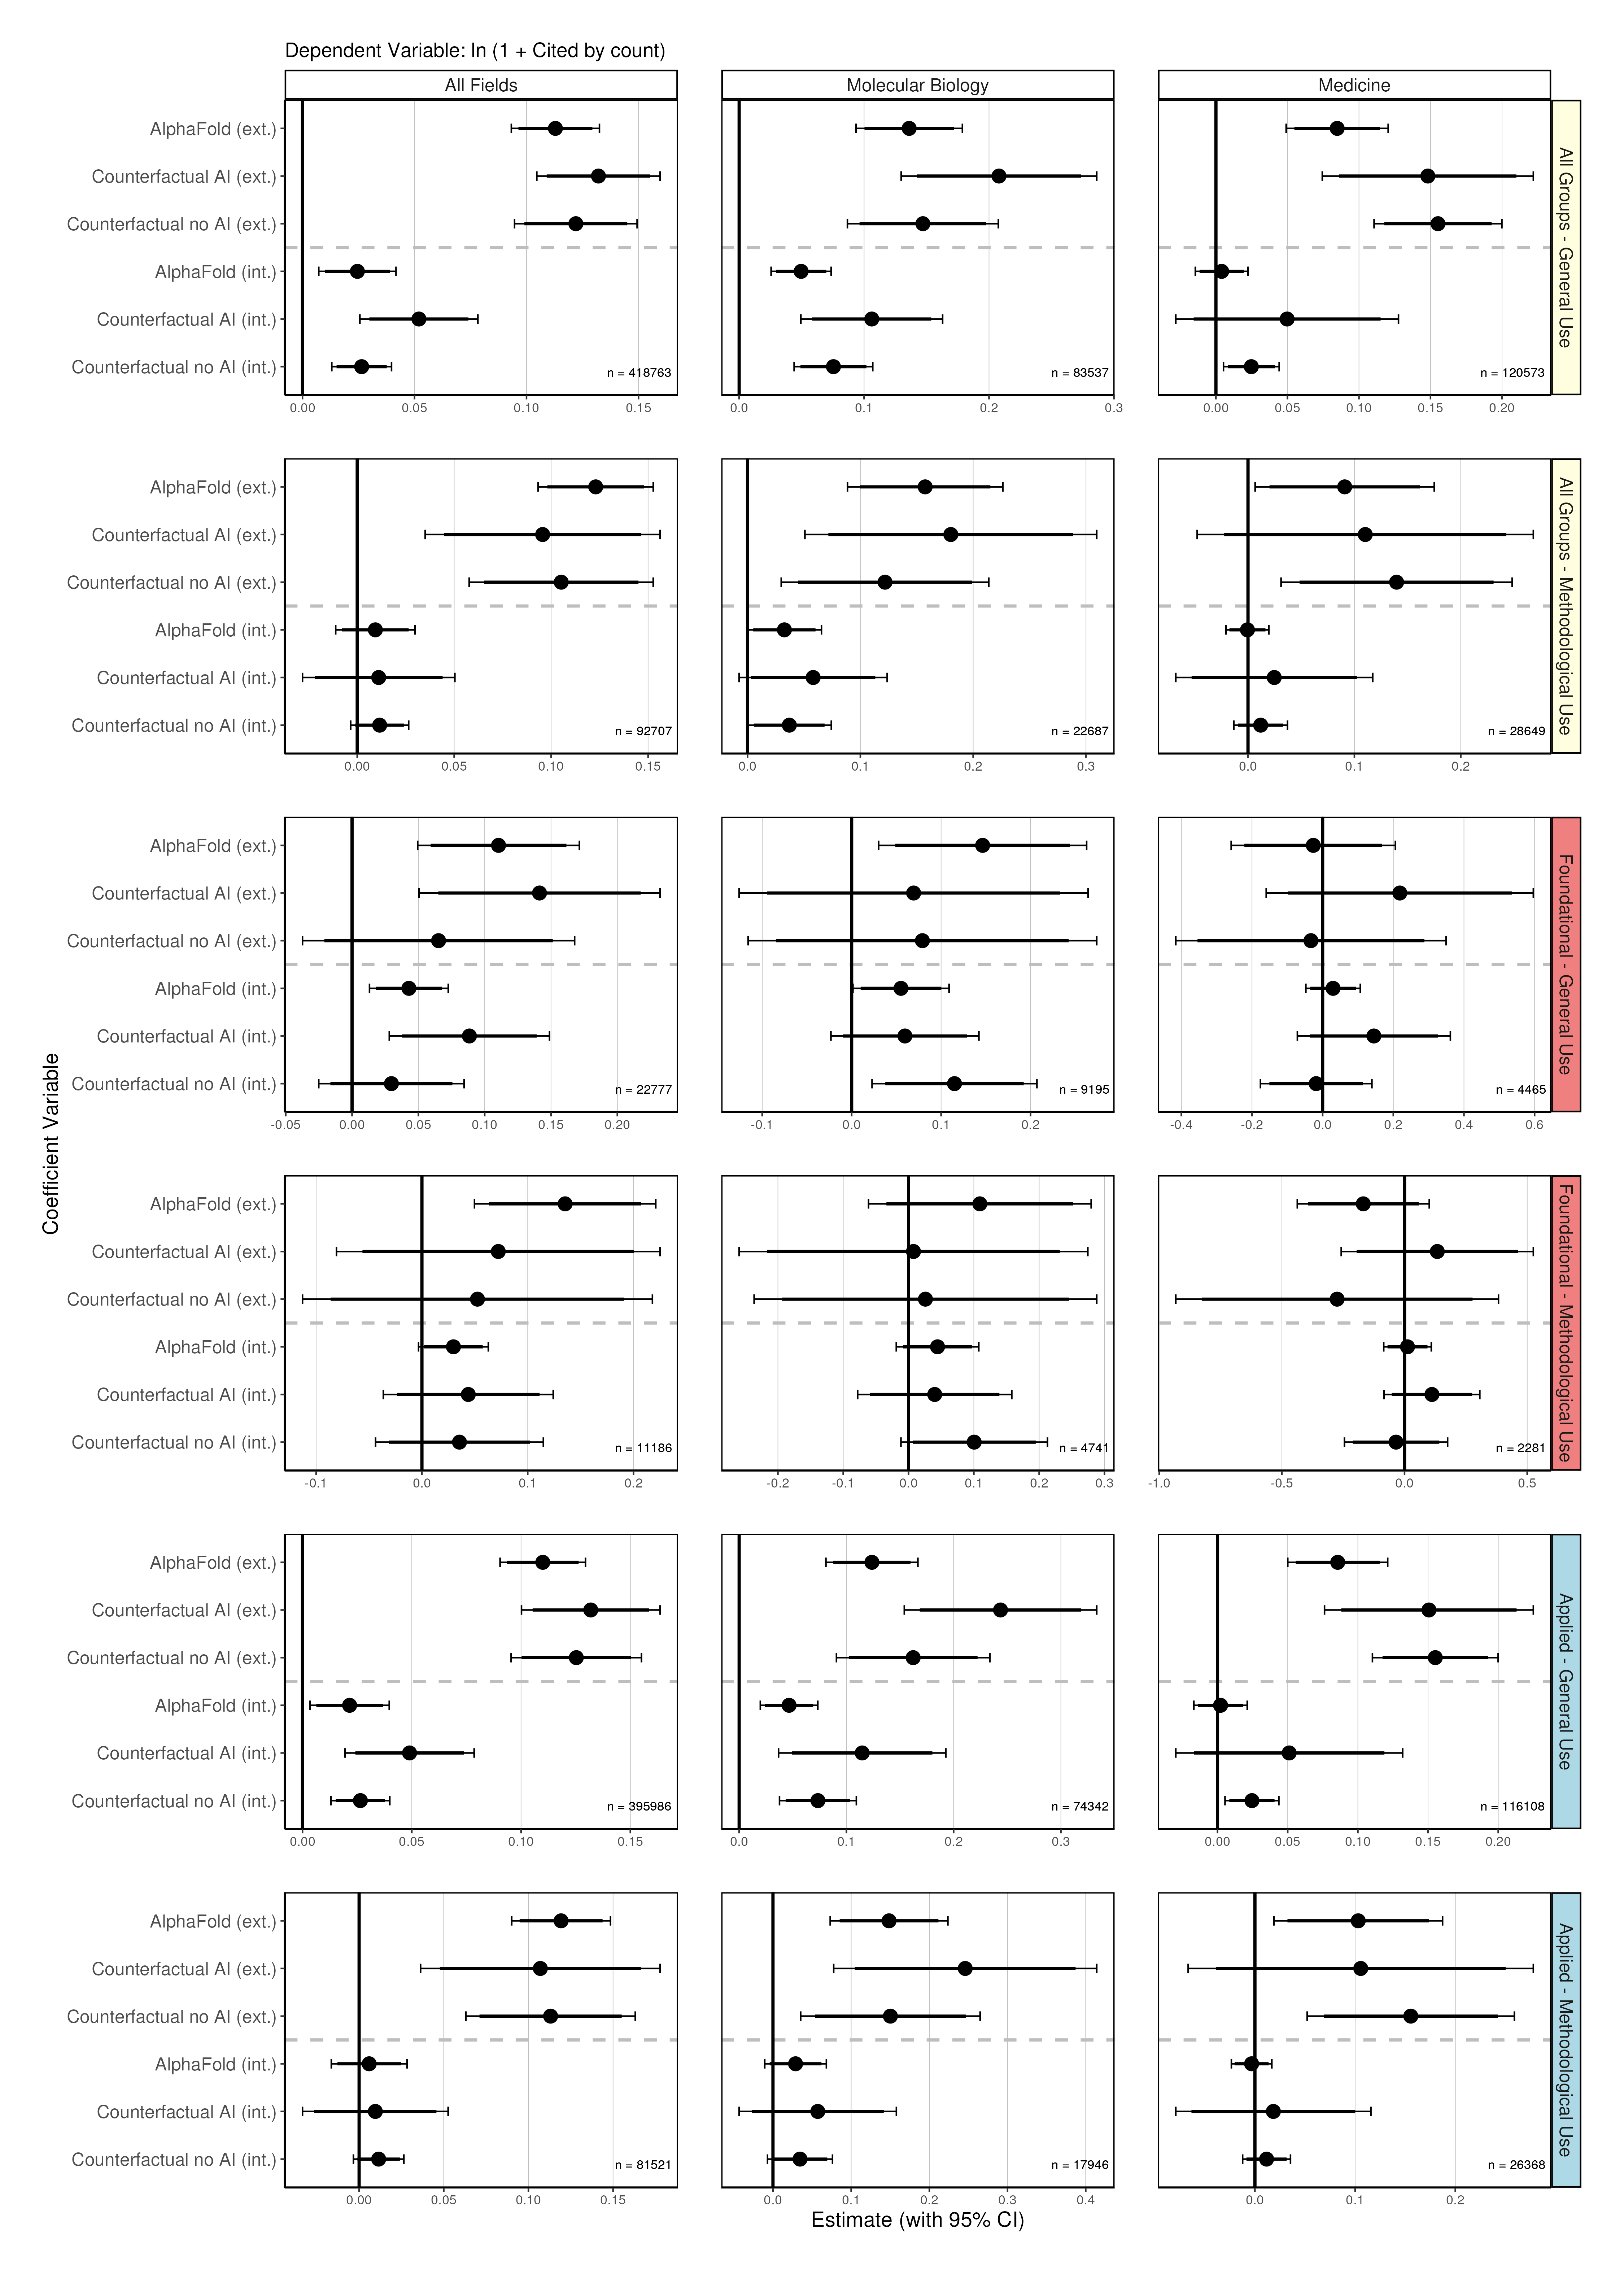 Dependent Variable: ln (1 + Cited by count)
All Fields
Molecular Biology
Medicine
All Groups - General Use
AlphaFold (ext.)
Counterfactual AI (ext.)
Counterfactual no AI (ext.)
AlphaFold (int.)
Counterfactual AI (int.)
Counterfactual no AI (int.)
n = 418763
n = 83537
n = 120573
0.00 0.05 0.10 0.15
0.0 0.1 0.2 0.3
0.00 0.05 0.10 0.15 0.20
All Groups - Methodological Use
AlphaFold (ext.)
Counterfactual AI (ext.)
Counterfactual no AI (ext.)
AlphaFold (int.)
Counterfactual AI (int.)
Counterfactual no AI (int.)
n = 92707
n = 22687
n = 28649
0.00 0.05 0.10 0.15
0.0 0.1 0.2 0.3
0.0 0.1 0.2
Foundational - General Use
AlphaFold (ext.)
Counterfactual AI (ext.)
Counterfactual no AI (ext.)
AlphaFold (int.)
Counterfactual AI (int.)
Counterfactual no AI (int.)
n = 22777
n = 9195
n = 4465
-0.05 0.00 0.05 0.10 0.15 0.20
-0.1 0.0 0.1 0.2
-0.4 -0.2 0.0 0.2 0.4 0.6
Coefficient Variable
Foundational - Methodological Use
AlphaFold (ext.)
Counterfactual AI (ext.)
Counterfactual no AI (ext.)
AlphaFold (int.)
Counterfactual AI (int.)
Counterfactual no AI (int.)
n = 11186
n = 4741
n = 2281
-0.1 0.0 0.1 0.2
-0.2 -0.1 0.0 0.1 0.2 0.3
-1.0 -0.5 0.0 0.5
Applied - General Use
AlphaFold (ext.)
Counterfactual AI (ext.)
Counterfactual no AI (ext.)
AlphaFold (int.)
Counterfactual AI (int.)
Counterfactual no AI (int.)
n = 395986
n = 74342
n = 116108
0.00 0.05 0.10 0.15
0.0 0.1 0.2 0.3
0.00 0.05 0.10 0.15 0.20
Applied - Methodological Use
AlphaFold (ext.)
Counterfactual AI (ext.)
Counterfactual no AI (ext.)
AlphaFold (int.)
Counterfactual AI (int.)
Counterfactual no AI (int.)
n = 81521
n = 17946
n = 26368
0.00 0.05 0.10 0.15
0.0 0.1 0.2 0.3 0.4
0.0 0.1 0.2
Estimate (with 95% CI)